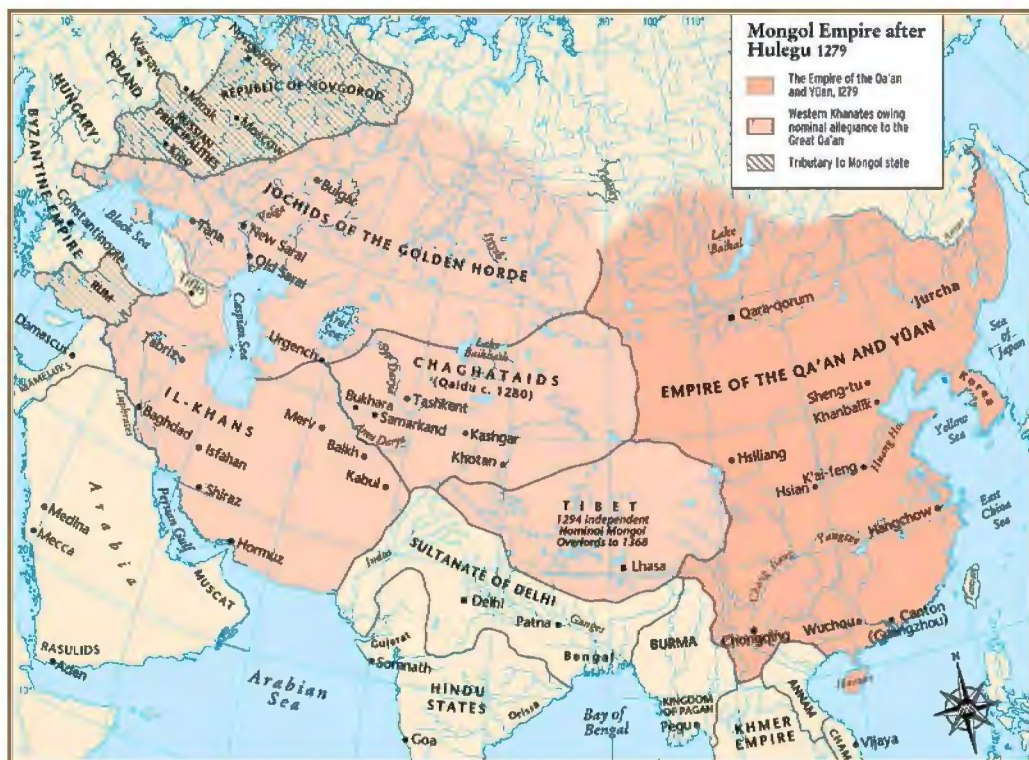 Mongol Empire after
Hulegu 1279
The Empire of the Qa'an
and Yüan, 1279
Western Khanates owing
nominal allegiance to the
Great Qa'an
Tributary to Mongol state
Novgorod
REPUBLIC OF NOVGOROD
Warsaw
POLAND
HUNGARY
Minsk
Moscow
RUSSIAN
PRINCIPALITIES
Kiev
BYZANTINE EMPIRE
Constantinople
Black Sea
RUM
Tiflis
Tana
Bulgar
Volga
New Sarai
Old Sarai
JOCHIDS OF THE GOLDEN HORDE
Irtysh
Yenisey
Caspian Sea
Aral Sea
Urgench
Lake
Balkhash
Syr Darya
CHAGHATAIDS
(Qaidu c. 1280)
Bukhara
Tashkent
Samarkand
Kashgar
Khotan
Amu Darya
Damascus
MAMELUKS
Euphrates
Tabriz
IL-KHANS
Baghdad
Isfahan
Shiraz
Merv
Balkh
Kabul
Hormuz
Persian Gulf
Arabia
Medina
Mecca
MUSCAT
RASULIDS
Aden
Arabian
Sea
Lake
Baikal
Qara-qorum
Amur
Jurcha
EMPIRE OF THE QA'AN AND YÜAN
Sheng-tu
Khanbalik
Korea
Sea
of
Japan
Yellow
Sea
Huang Ho
Hsiliang
K'ai-feng
Hsian
Hangchow
East
China
Sea
Yangtze
Chang Jiang
TIBET
1294 independent
Nominal Mongol
Overlords to 1368
Lhasa
Indus
SULTANATE OF DELHI
Delhi
Patna
Ganges
Gujarat
Somnath
Bengal
HINDU
STATES
Orissa
Goa
Bay of
Bengal
BURMA
KINGDOM
OF PAGAN
Pegu
Chongqing
Wuchou
Canton
(Guangzhou)
Taiwan
Hainan
ANNAM
KHMER
EMPIRE
CHAM
Vijaya
N